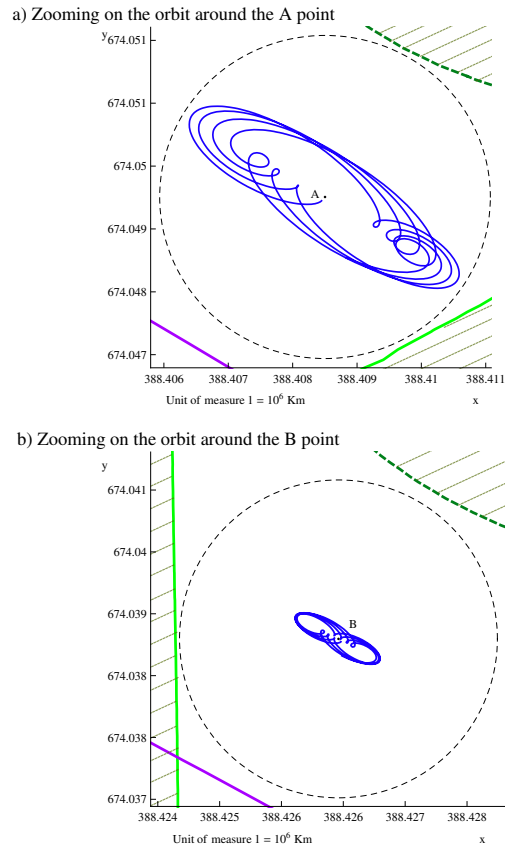 a) Zooming on the orbit around the A point
y
674.051
674.051
674.05
A
674.049
674.048
674.047
388.406 388.407 388.408 388.409 388.41 388.411
Unit of measure 1 = 10⁶ Km x
b) Zooming on the orbit around the B point
y
674.041
674.04
674.039
B
674.038
674.038
674.037
388.424 388.425 388.426 388.426 388.427 388.428
Unit of measure 1 = 10⁶ Km x